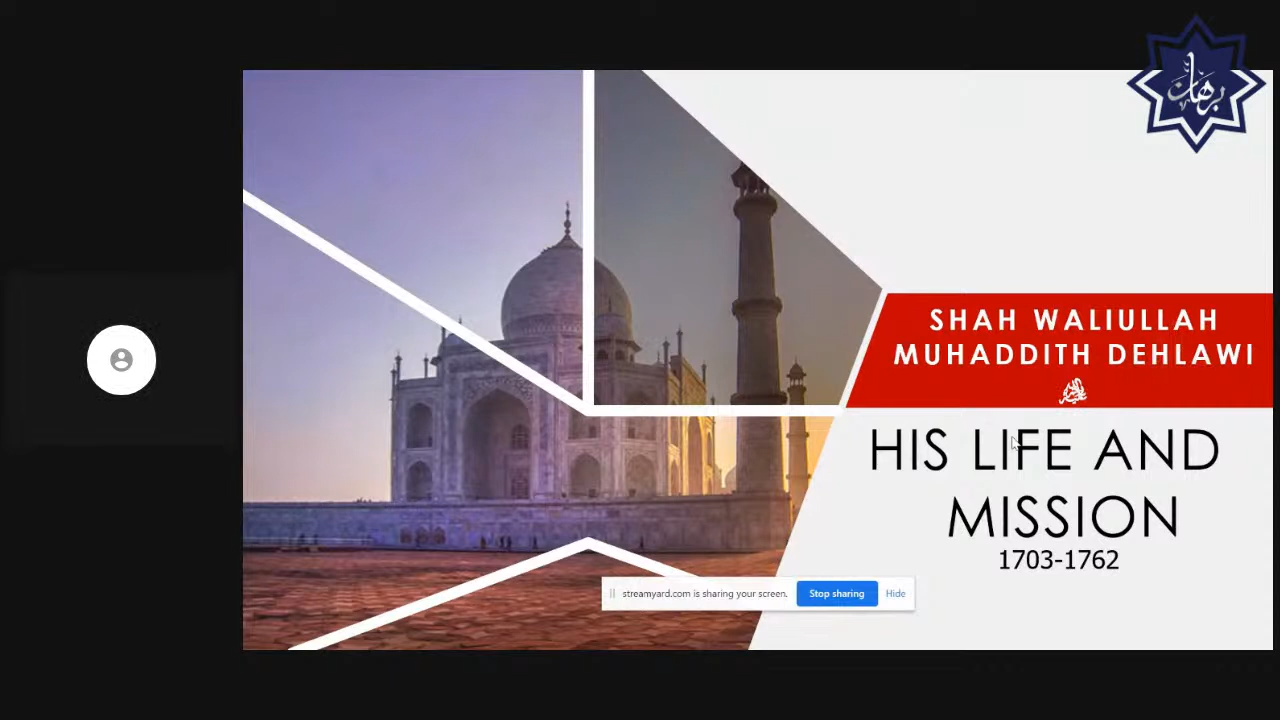 برهان
SHAH WALIULLAH
MUHADDITH DEHLAWI
HIS LIFE AND
MISSION
1703-1762
streamyard.com is sharing your screen.
Stop sharing
Hide